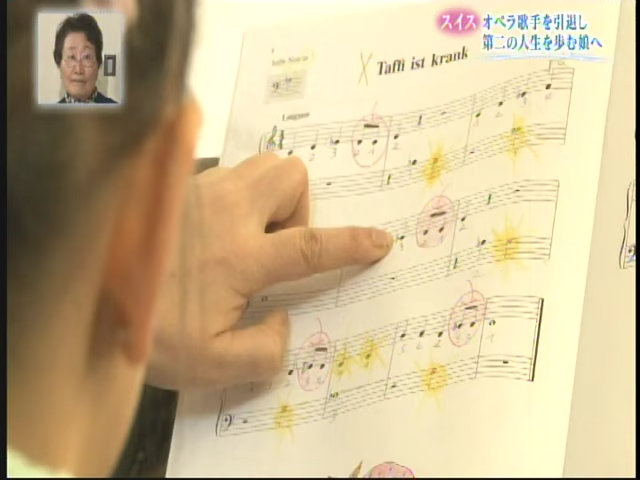 スイス オペラ歌手を引退し
第二の人生を歩む娘へ
Taffi ist krank
Langsam